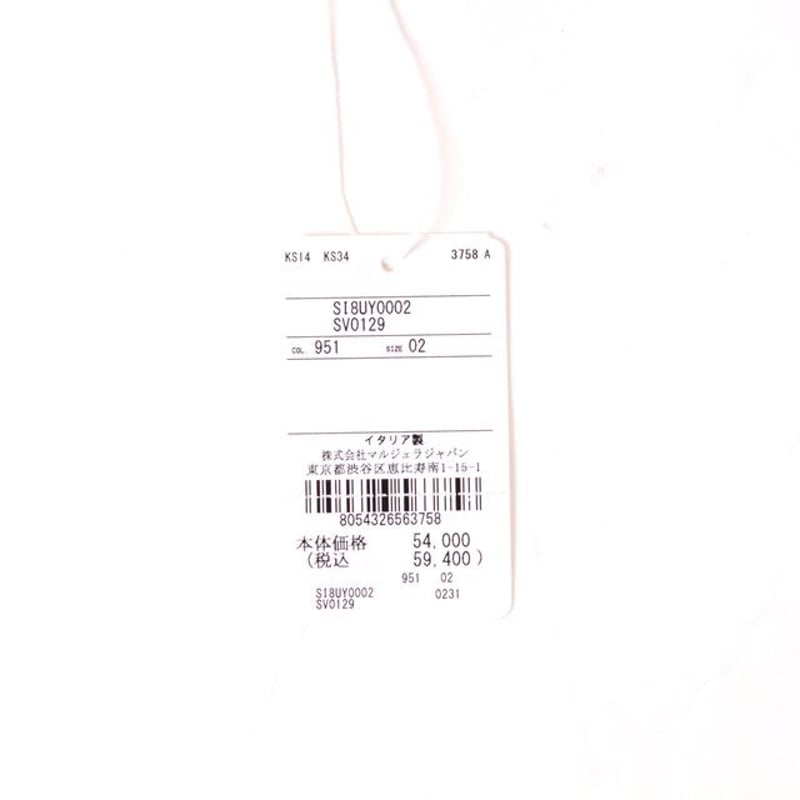 KS14 KS34 3758 A
SI8UY0002
SV0129
COL. 951 SIZE 02
イタリア製
株式会社マルジェラジャパン
東京都渋谷区恵比寿南1-15-1
8054326563758
本体価格 54,000
(税込 59,400 )
951 02
SI8UY0002 0231
SV0129